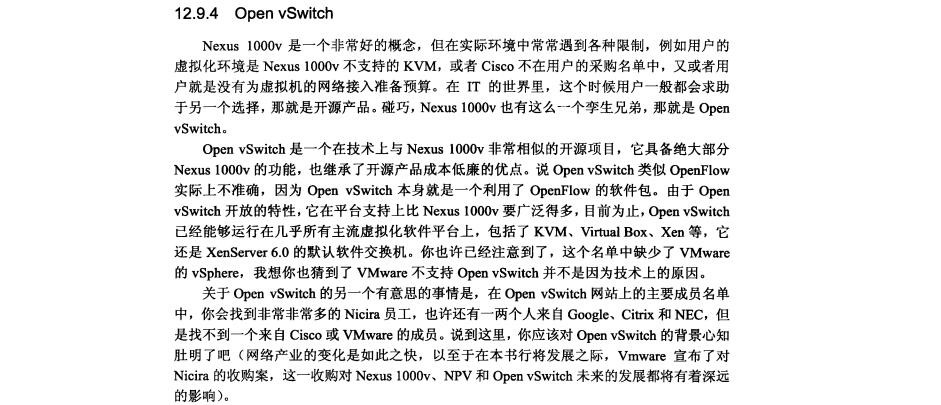 12.9.4 Open vSwitch
Nexus 1000v 是一个非常好的概念，但在实际环境中常常遇到各种限制，例如用户的
虚拟化环境是 Nexus 1000v 不支持的 KVM，或者 Cisco 不在用户的采购名单中，又或者用
户就是没有为虚拟机的网络接入准备预算。在 IT 的世界里，这个时候用户一般都会求助
于另一个选择，那就是开源产品。碰巧，Nexus 1000v 也有这么一个孪生兄弟，那就是 Open
vSwitch。
Open vSwitch 是一个在技术上与 Nexus 1000v 非常相似的开源项目，它具备绝大部分
Nexus 1000v 的功能，也继承了开源产品成本低廉的优点。说 Open vSwitch 类似 OpenFlow
实际上不准确，因为 Open vSwitch 本身就是一个利用了 OpenFlow 的软件包。由于 Open
vSwitch 开放的特性，它在平台支持上比 Nexus 1000v 要广泛得多，目前为止，Open vSwitch
已经能够运行在几乎所有主流虚拟化软件平台上，包括了 KVM、Virtual Box、Xen 等，它
还是 XenServer 6.0 的默认软件交换机。你也许已经注意到了，这个名单中缺少了 VMware
的 vSphere，我想你也猜到了 VMware 不支持 Open vSwitch 并不是因为技术上的原因。
关于 Open vSwitch 的另一个有意思的事情是，在 Open vSwitch 网站上的主要成员名单
中，你会找到非常非常多的 Nicira 员工，也许还有一两个人来自 Google、Citrix 和 NEC，但
是找不到一个来自 Cisco 或 VMware 的成员。说到这里，你应该对 Open vSwitch 的背景心知
肚明了吧（网络产业的变化是如此之快，以至于在本书行将发展之际，Vmware 宣布了对
Nicira 的收购案，这一收购对 Nexus 1000v、NPV 和 Open vSwitch 未来的发展都将有着深远
的影响）。